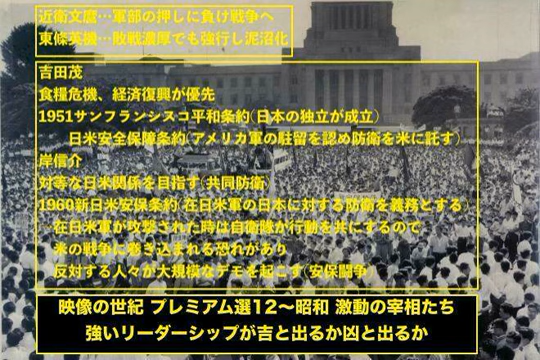 近衛文麿…軍部の押しに負け戦争へ
東條英機…敗戦濃厚でも強行し泥沼化
吉田茂
食糧危機、経済復興が優先
1951サンフランシスコ平和条約(日本の独立が成立)
日米安全保障条約(アメリカ軍の駐留を認め防衛を米に託す)
岸信介
対等な日米関係を目指す(共同防衛)
1960新日米安保条約(在日米軍の日本に対する防衛を義務とする)
…在日米軍が攻撃された時は自衛隊が行動を共にするので
米の戦争に巻き込まれる恐れがあり
反対する人々が大規模なデモを起こす(安保闘争)
映像の世紀 プレミアム選12〜昭和 激動の宰相たち
強いリーダーシップが吉と出るか凶と出るか